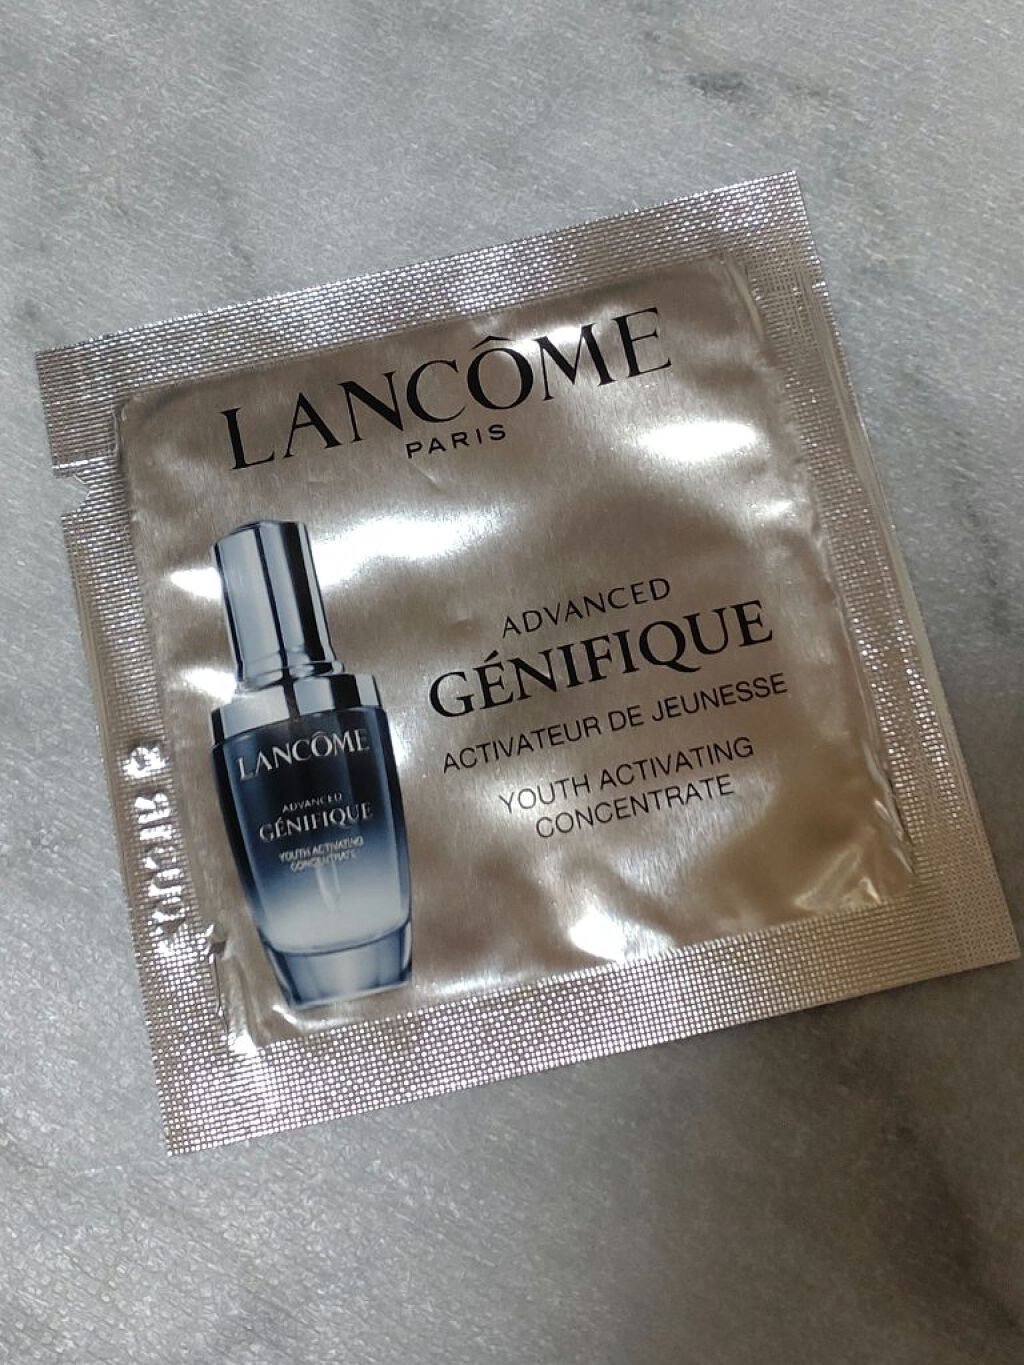 LANCÔME
PARIS
ADVANCED
GÉNIFIQUE
ACTIVATEUR DE JEUNESSE
YOUTH ACTIVATING
CONCENTRATE
LANCÔME
ADVANCED
GÉNIFIQUE
YOUTH ACTIVATING
CONCENTRATE